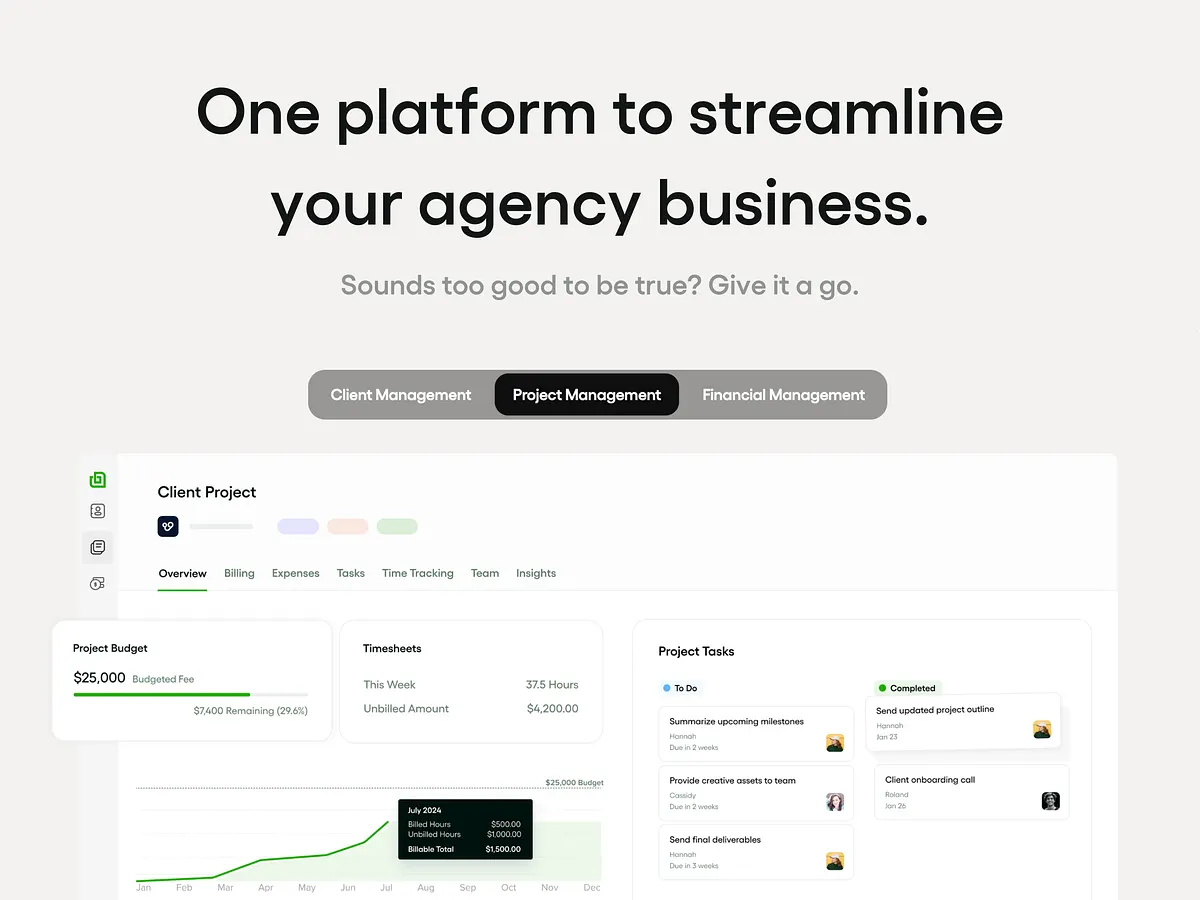 One platform to streamline
your agency business.
Sounds too good to be true? Give it a go.
Client Management
Project Management
Financial Management
Client Project
Overview
Billing
Expenses
Tasks
Time Tracking
Team
Insights
Project Budget
$25,000 Budgeted Fee
$7,400 Remaining (29.6%)
Timesheets
This Week 37.5 Hours
Unbilled Amount $4,200.00
$25,000 Budget
July 2024
Billed Hours $500.00
Unbilled Hours $1,000.00
Billable Total $1,500.00
Jan Feb Mar Apr May Jun Jul Aug Sep Oct Nov Dec
Project Tasks
To Do
Summarize upcoming milestones
Hannah
Due in 2 weeks
Provide creative assets to team
Cassidy
Due in 2 weeks
Send final deliverables
Hannah
Due in 3 weeks
Completed
Send updated project outline
Hannah
Jan 23
Client onboarding call
Roland
Jan 26